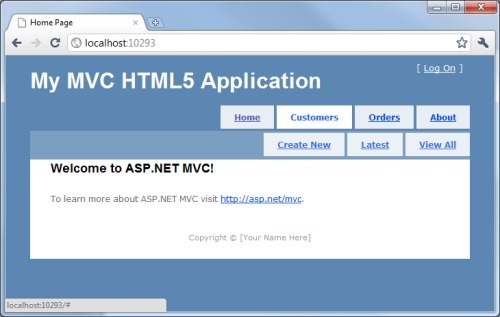 Home Page
localhost:10293
[ Log On ]
My MVC HTML5 Application
Home Customers Orders About
Create New Latest View All
Welcome to ASP.NET MVC!
To learn more about ASP.NET MVC visit http://asp.net/mvc.
Copyright © [Your Name Here]
localhost:10293/#